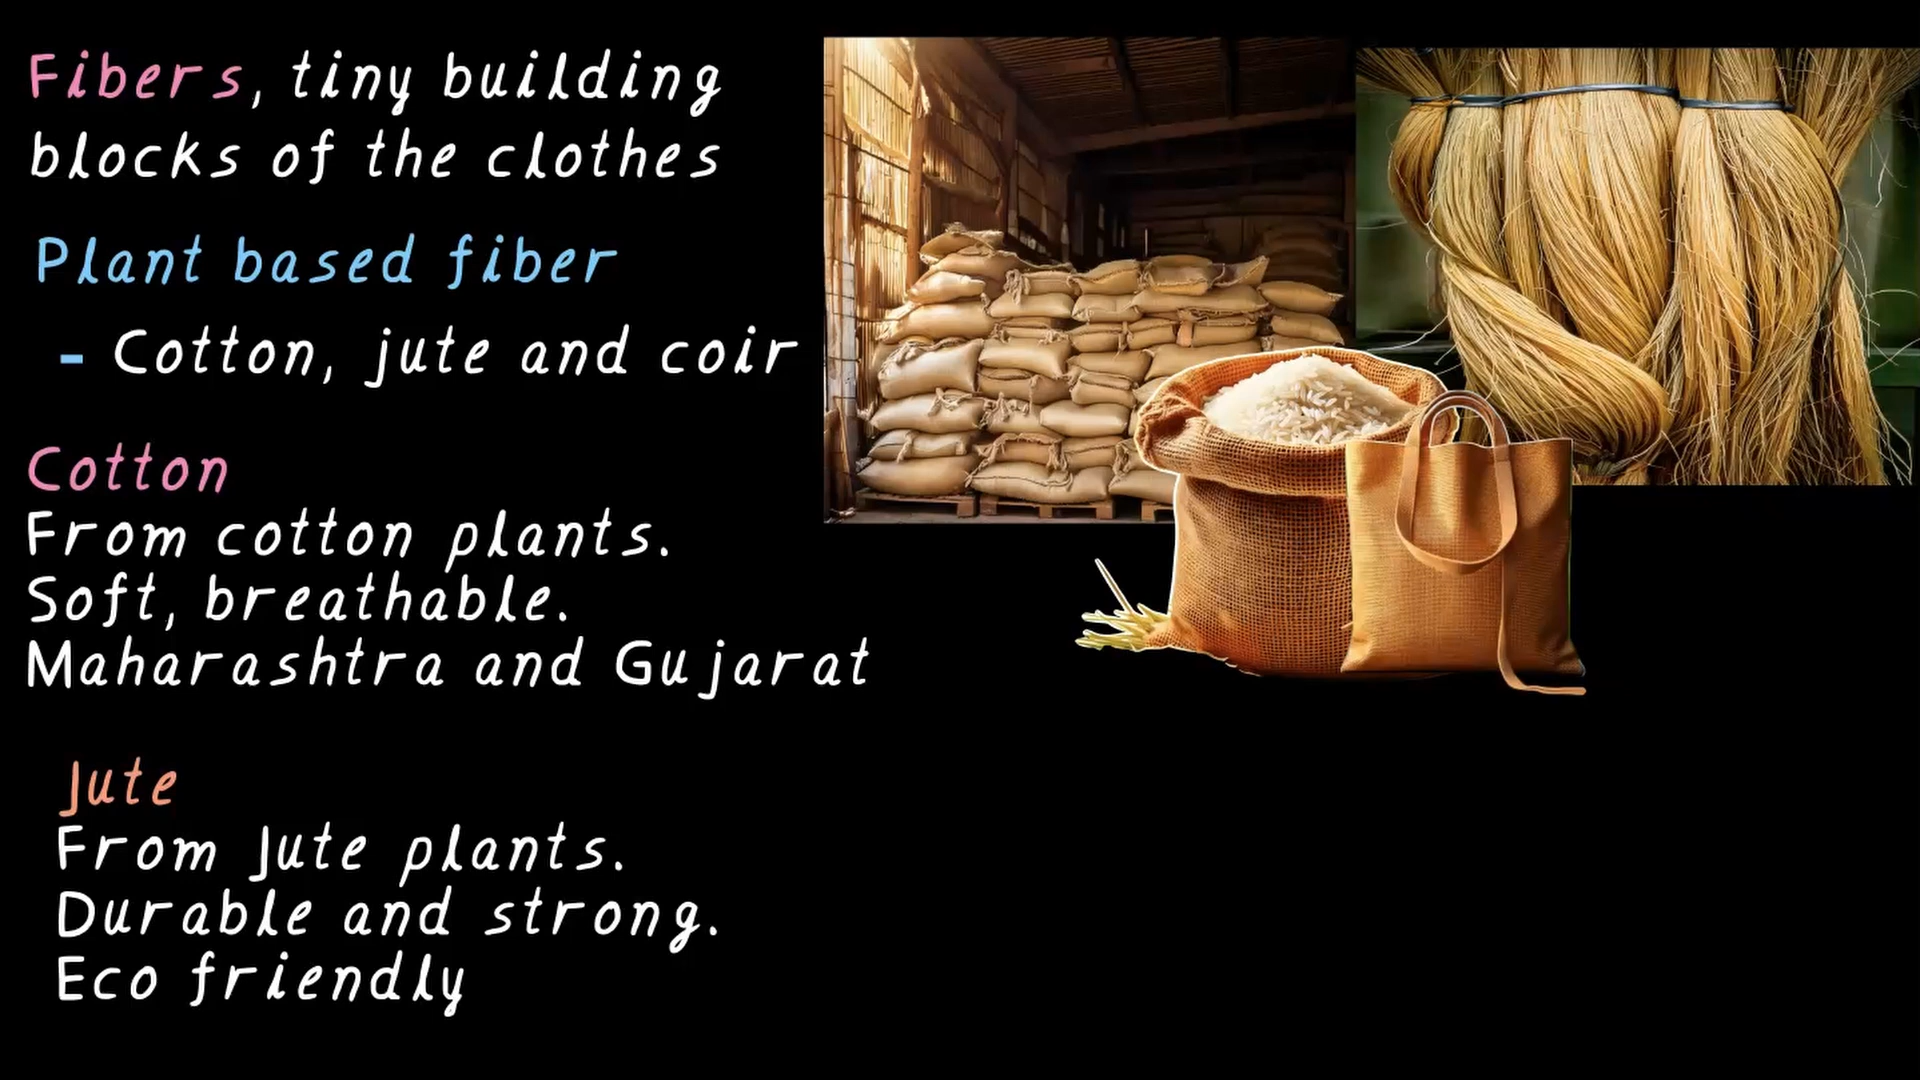 Fibers, tiny building
blocks of the clothes
Plant based fiber
- Cotton, jute and coir
Cotton
From cotton plants.
Soft, breathable.
Maharashtra and Gujarat
Jute
From Jute plants.
Durable and strong.
Eco friendly